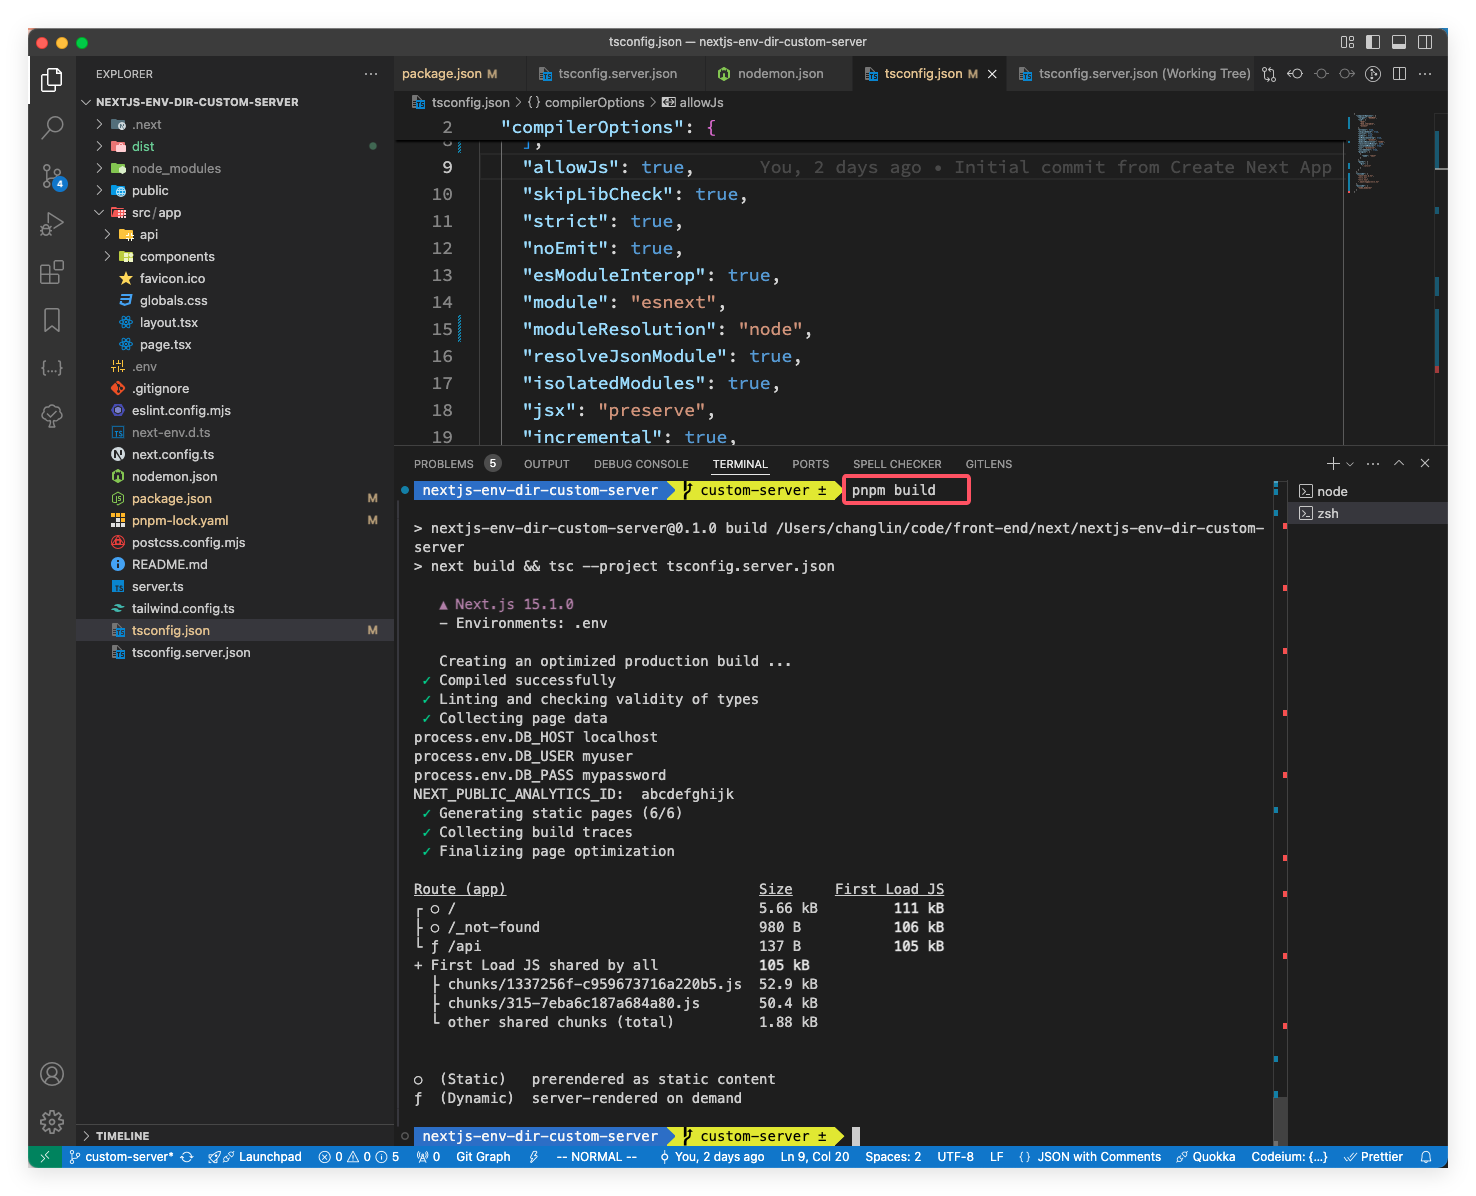 tsconfig.json — nextjs-env-dir-custom-server
EXPLORER
NEXTJS-ENV-DIR-CUSTOM-SERVER
.next
dist
node_modules
public
src/app
api
components
favicon.ico
globals.css
layout.tsx
page.tsx
.env
.gitignore
eslint.config.mjs
next-env.d.ts
next.config.ts
nodemon.json
package.json M
pnpm-lock.yaml M
postcss.config.mjs
README.md
server.ts
tailwind.config.ts
tsconfig.json M
tsconfig.server.json
TIMELINE
4
package.json M
tsconfig.server.json
nodemon.json
tsconfig.json M
tsconfig.server.json (Working Tree)
tsconfig.json > {} compilerOptions > allowJs
2 "compilerOptions": {
],
9 "allowJs": true, You, 2 days ago • Initial commit from Create Next App
10 "skipLibCheck": true,
11 "strict": true,
12 "noEmit": true,
13 "esModuleInterop": true,
14 "module": "esnext",
15 "moduleResolution": "node",
16 "resolveJsonModule": true,
17 "isolatedModules": true,
18 "jsx": "preserve",
19 "incremental": true,
PROBLEMS 5 OUTPUT DEBUG CONSOLE TERMINAL PORTS SPELL CHECKER GITLENS
node
zsh
nextjs-env-dir-custom-server custom-server ± pnpm build
> nextjs-env-dir-custom-server@0.1.0 build /Users/changlin/code/front-end/next/nextjs-env-dir-custom-
server
> next build && tsc --project tsconfig.server.json
▲ Next.js 15.1.0
- Environments: .env
Creating an optimized production build ...
✓ Compiled successfully
✓ Linting and checking validity of types
✓ Collecting page data
process.env.DB_HOST localhost
process.env.DB_USER myuser
process.env.DB_PASS mypassword
NEXT_PUBLIC_ANALYTICS_ID: abcdefghijk
✓ Generating static pages (6/6)
✓ Collecting build traces
✓ Finalizing page optimization
Route (app) Size First Load JS
┌ ○ / 5.66 kB 111 kB
├ ○ /_not-found 980 B 106 kB
└ ƒ /api 137 B 105 kB
+ First Load JS shared by all 105 kB
├ chunks/1337256f-c959673716a220b5.js 52.9 kB
├ chunks/315-7eba6c187a684a80.js 50.4 kB
└ other shared chunks (total) 1.88 kB
○ (Static) prerendered as static content
ƒ (Dynamic) server-rendered on demand
nextjs-env-dir-custom-server custom-server ±
custom-server* Launchpad 0 0 5 0 Git Graph -- NORMAL -- You, 2 days ago Ln 9, Col 20 Spaces: 2 UTF-8 LF {} JSON with Comments Quokka Codeium: {...} Prettier